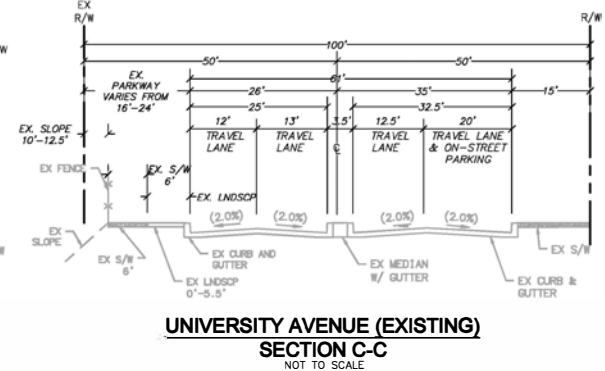 EX
R/W
R/W
W
100'
50'
50'
61'
EX.
PARKWAY
VARIES FROM
16'-24'
26'
35'
15'
25'
32.5'
EX. SLOPE
10'-12.5'
12'
13'
3.5'
12.5'
20'
TRAVEL
LANE
TRAVEL
LANE
TRAVEL
LANE
TRAVEL LANE
& ON-STREET
PARKING
EX FENCE
EX. S/W
6'
EX. LNDSCP
(2.0%)
(2.0%)
(2.0%)
(2.0%)
EX
SLOPE
EX S/W
6'
EX LNDSCP
0'-5.5'
EX CURB AND
GUTTER
EX MEDIAN
W/ GUTTER
EX S/W
EX CURB &
GUTTER
W
UNIVERSITY AVENUE (EXISTING)
SECTION C-C
NOT TO SCALE